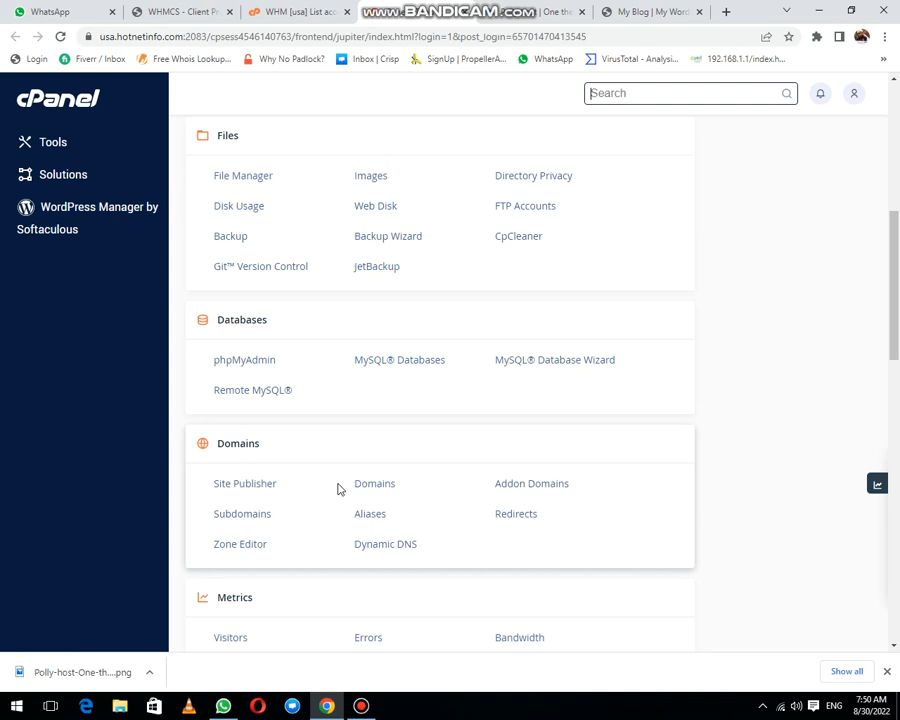 WhatsApp
WHMCS - Client P
WHM [usa] List acc
www.BANDICAM.com
One the
My Blog | My Word
usa.hotnetinfo.com:2083/cpsess4546140763/frontend/jupiter/index.html?login=1&post_login=65701470413545
Login
Fiverr / Inbox
Free Whois Lookup...
Why No Padlock?
Inbox | Crisp
SignUp | PropellerA...
WhatsApp
VirusTotal - Analysi...
192.168.1.1/index.h...
»
cPanel
Search
Tools
Solutions
WordPress Manager by
Softaculous
Files
File Manager
Images
Directory Privacy
Disk Usage
Web Disk
FTP Accounts
Backup
Backup Wizard
CpCleaner
Git™ Version Control
JetBackup
Databases
phpMyAdmin
MySQL® Databases
MySQL® Database Wizard
Remote MySQL®
Domains
Site Publisher
Domains
Addon Domains
Subdomains
Aliases
Redirects
Zone Editor
Dynamic DNS
Metrics
Visitors
Errors
Bandwidth
Polly-host-One-th....png
Show all
ENG
7:50 AM
8/30/2022